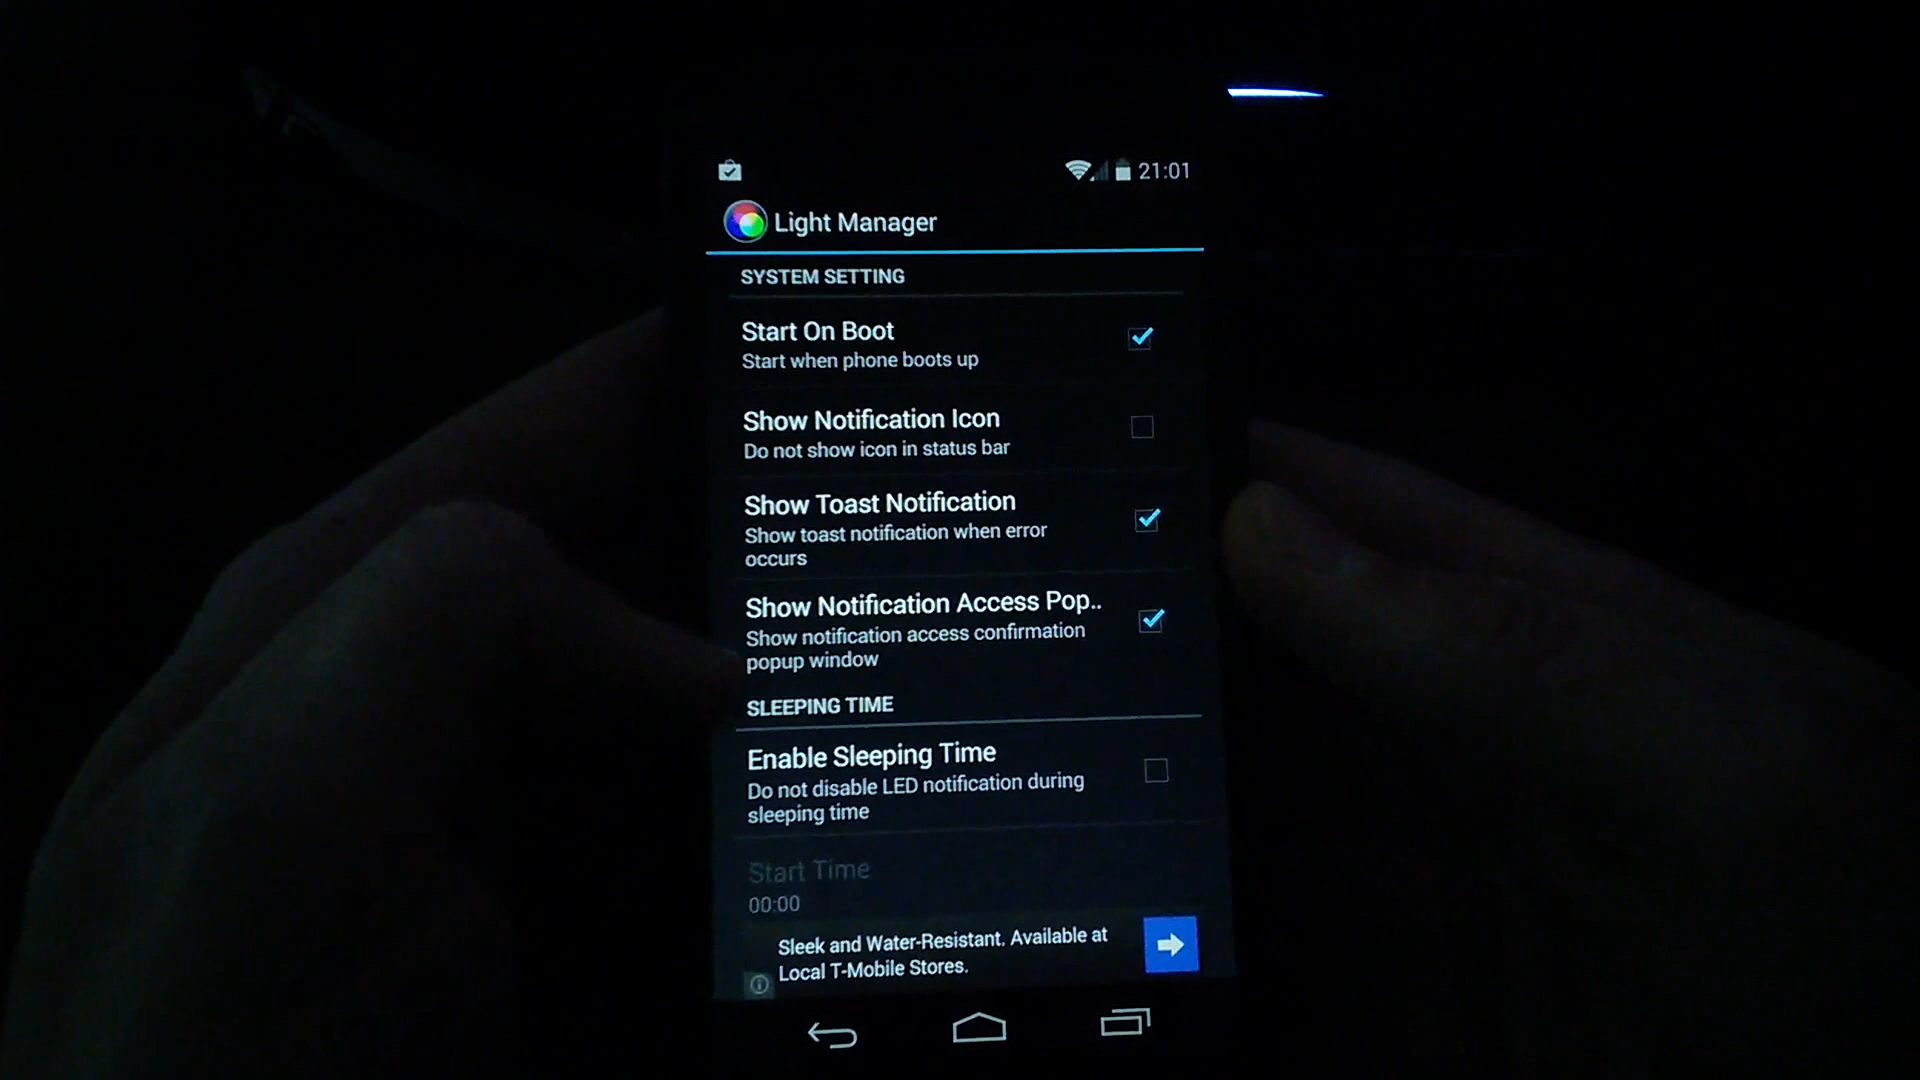 21:01
Light Manager
SYSTEM SETTING
Start On Boot
Start when phone boots up
Show Notification Icon
Do not show icon in status bar
Show Toast Notification
Show toast notification when error
occurs
Show Notification Access Pop..
Show notification access confirmation
popup window
SLEEPING TIME
Enable Sleeping Time
Do not disable LED notification during
sleeping time
Start Time
00:00
Sleek and Water-Resistant. Available at
Local T-Mobile Stores.